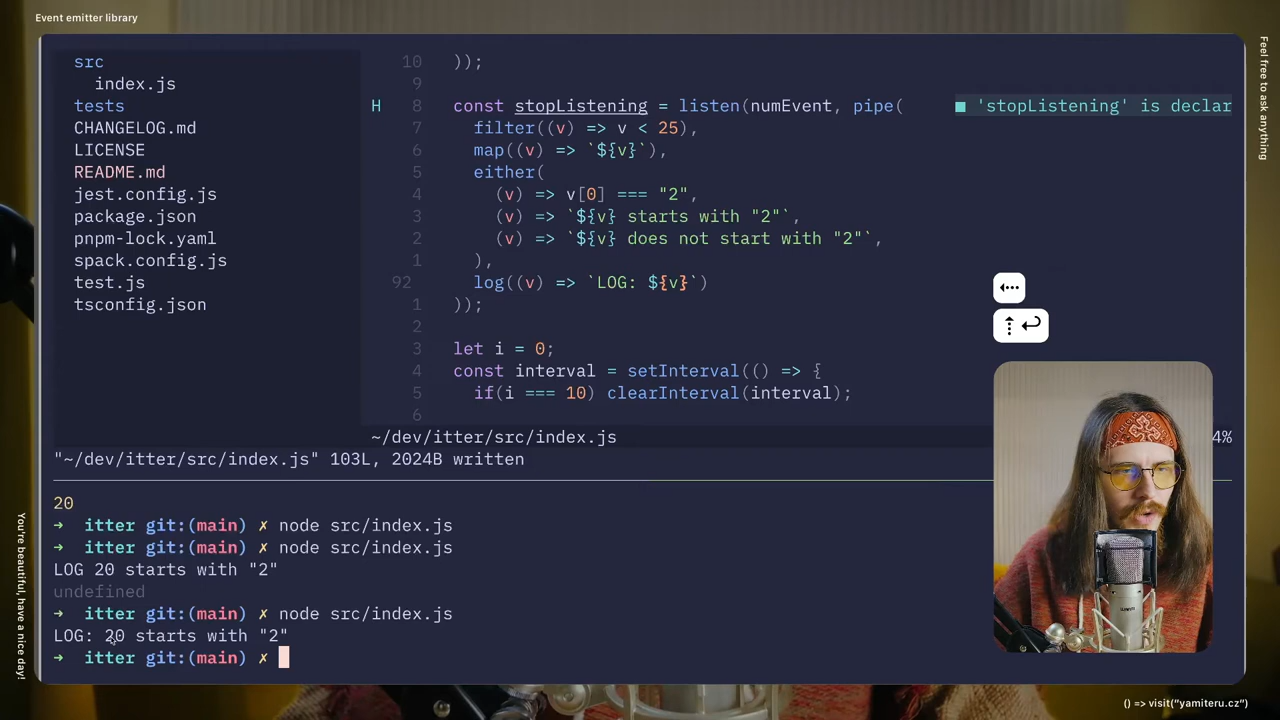 Event emitter library
Feel free to ask anything
You're beautiful, have a nice day!
src
index.js
tests
CHANGELOG.md
LICENSE
README.md
jest.config.js
package.json
pnpm-lock.yaml
spack.config.js
test.js
tsconfig.json
10 ));
9
H 8 const stopListening = listen(numEvent, pipe( ■ 'stopListening' is declar
7 filter((v) => v < 25),
6 map((v) => `${v}`),
5 either(
4 (v) => v[0] === "2",
3 (v) => `${v} starts with "2"`,
2 (v) => `${v} does not start with "2"`,
1 ),
92 log((v) => `LOG: ${v}`)
1 ));
2
3 let i = 0;
4 const interval = setInterval(() => {
5 if(i === 10) clearInterval(interval);
6
~/dev/itter/src/index.js 4%
"~/dev/itter/src/index.js" 103L, 2024B written
20
→ itter git:(main) ✗ node src/index.js
→ itter git:(main) ✗ node src/index.js
LOG 20 starts with "2"
undefined
→ itter git:(main) ✗ node src/index.js
LOG: 20 starts with "2"
→ itter git:(main) ✗
() => visit("yamiteru.cz")